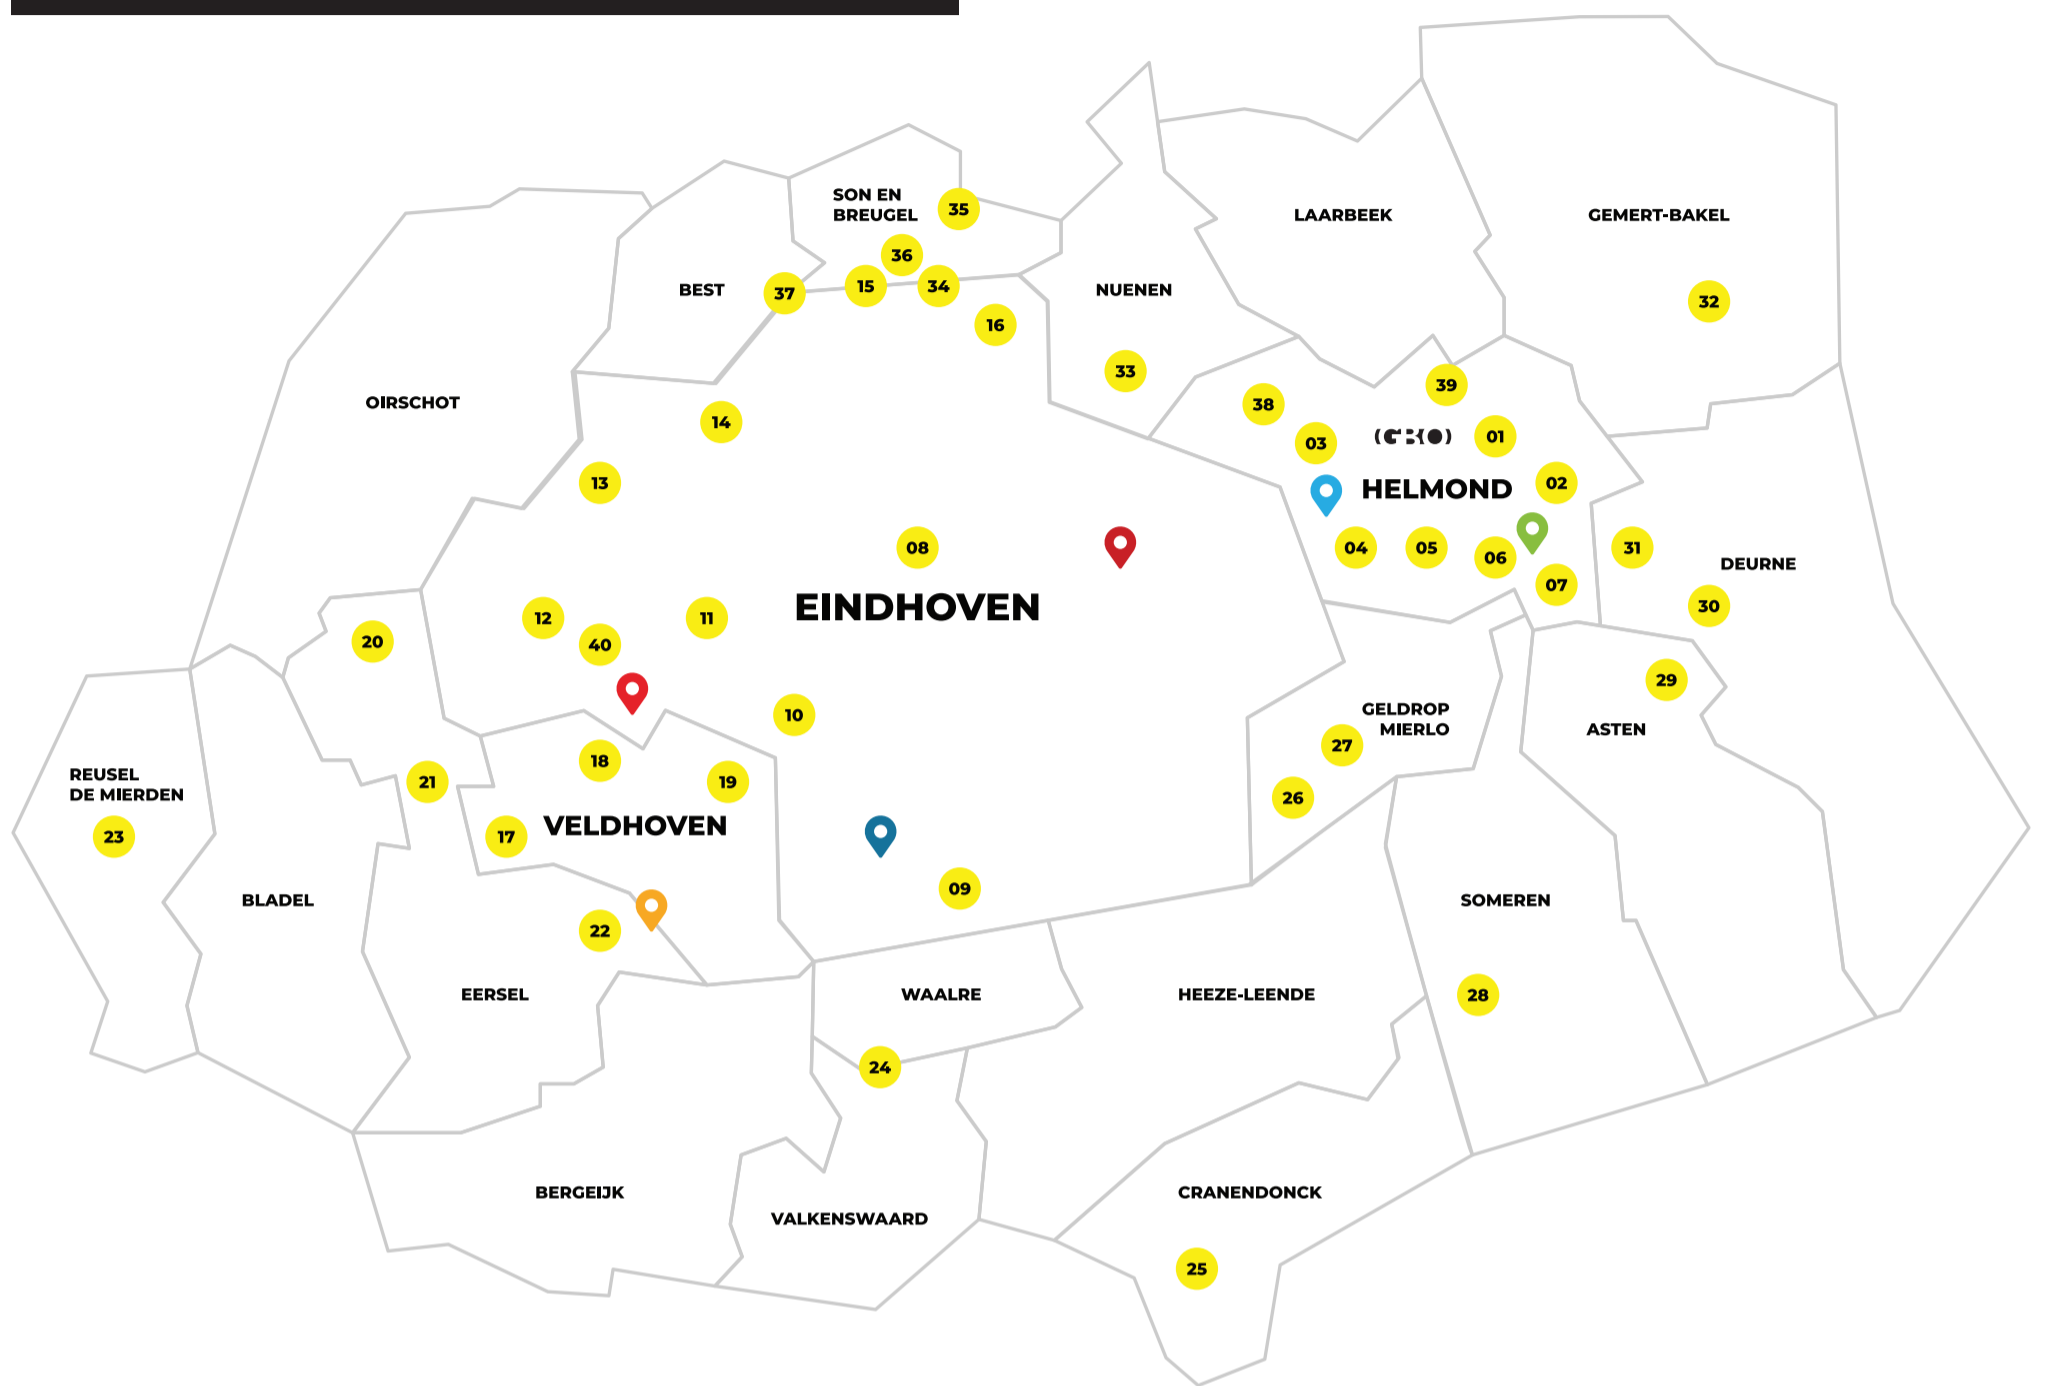 SON EN
BREUGEL
35
LAARBEEK
GEMERT-BAKEL
36
BEST
37
15
34
NUENEN
32
16
33
39
OIRSCHOT
38
14
03
(GRO)
01
13
HELMOND
02
08
04
05
06
31
DEURNE
07
EINDHOVEN
30
12
11
40
20
29
10
GELDROP
MIERLO
ASTEN
27
18
19
21
REUSEL
DE MIERDEN
26
23
17
VELDHOVEN
09
BLADEL
22
SOMEREN
EERSEL
WAALRE
HEEZE-LEENDE
28
24
BERGEIJK
CRANENDONCK
VALKENSWAARD
25